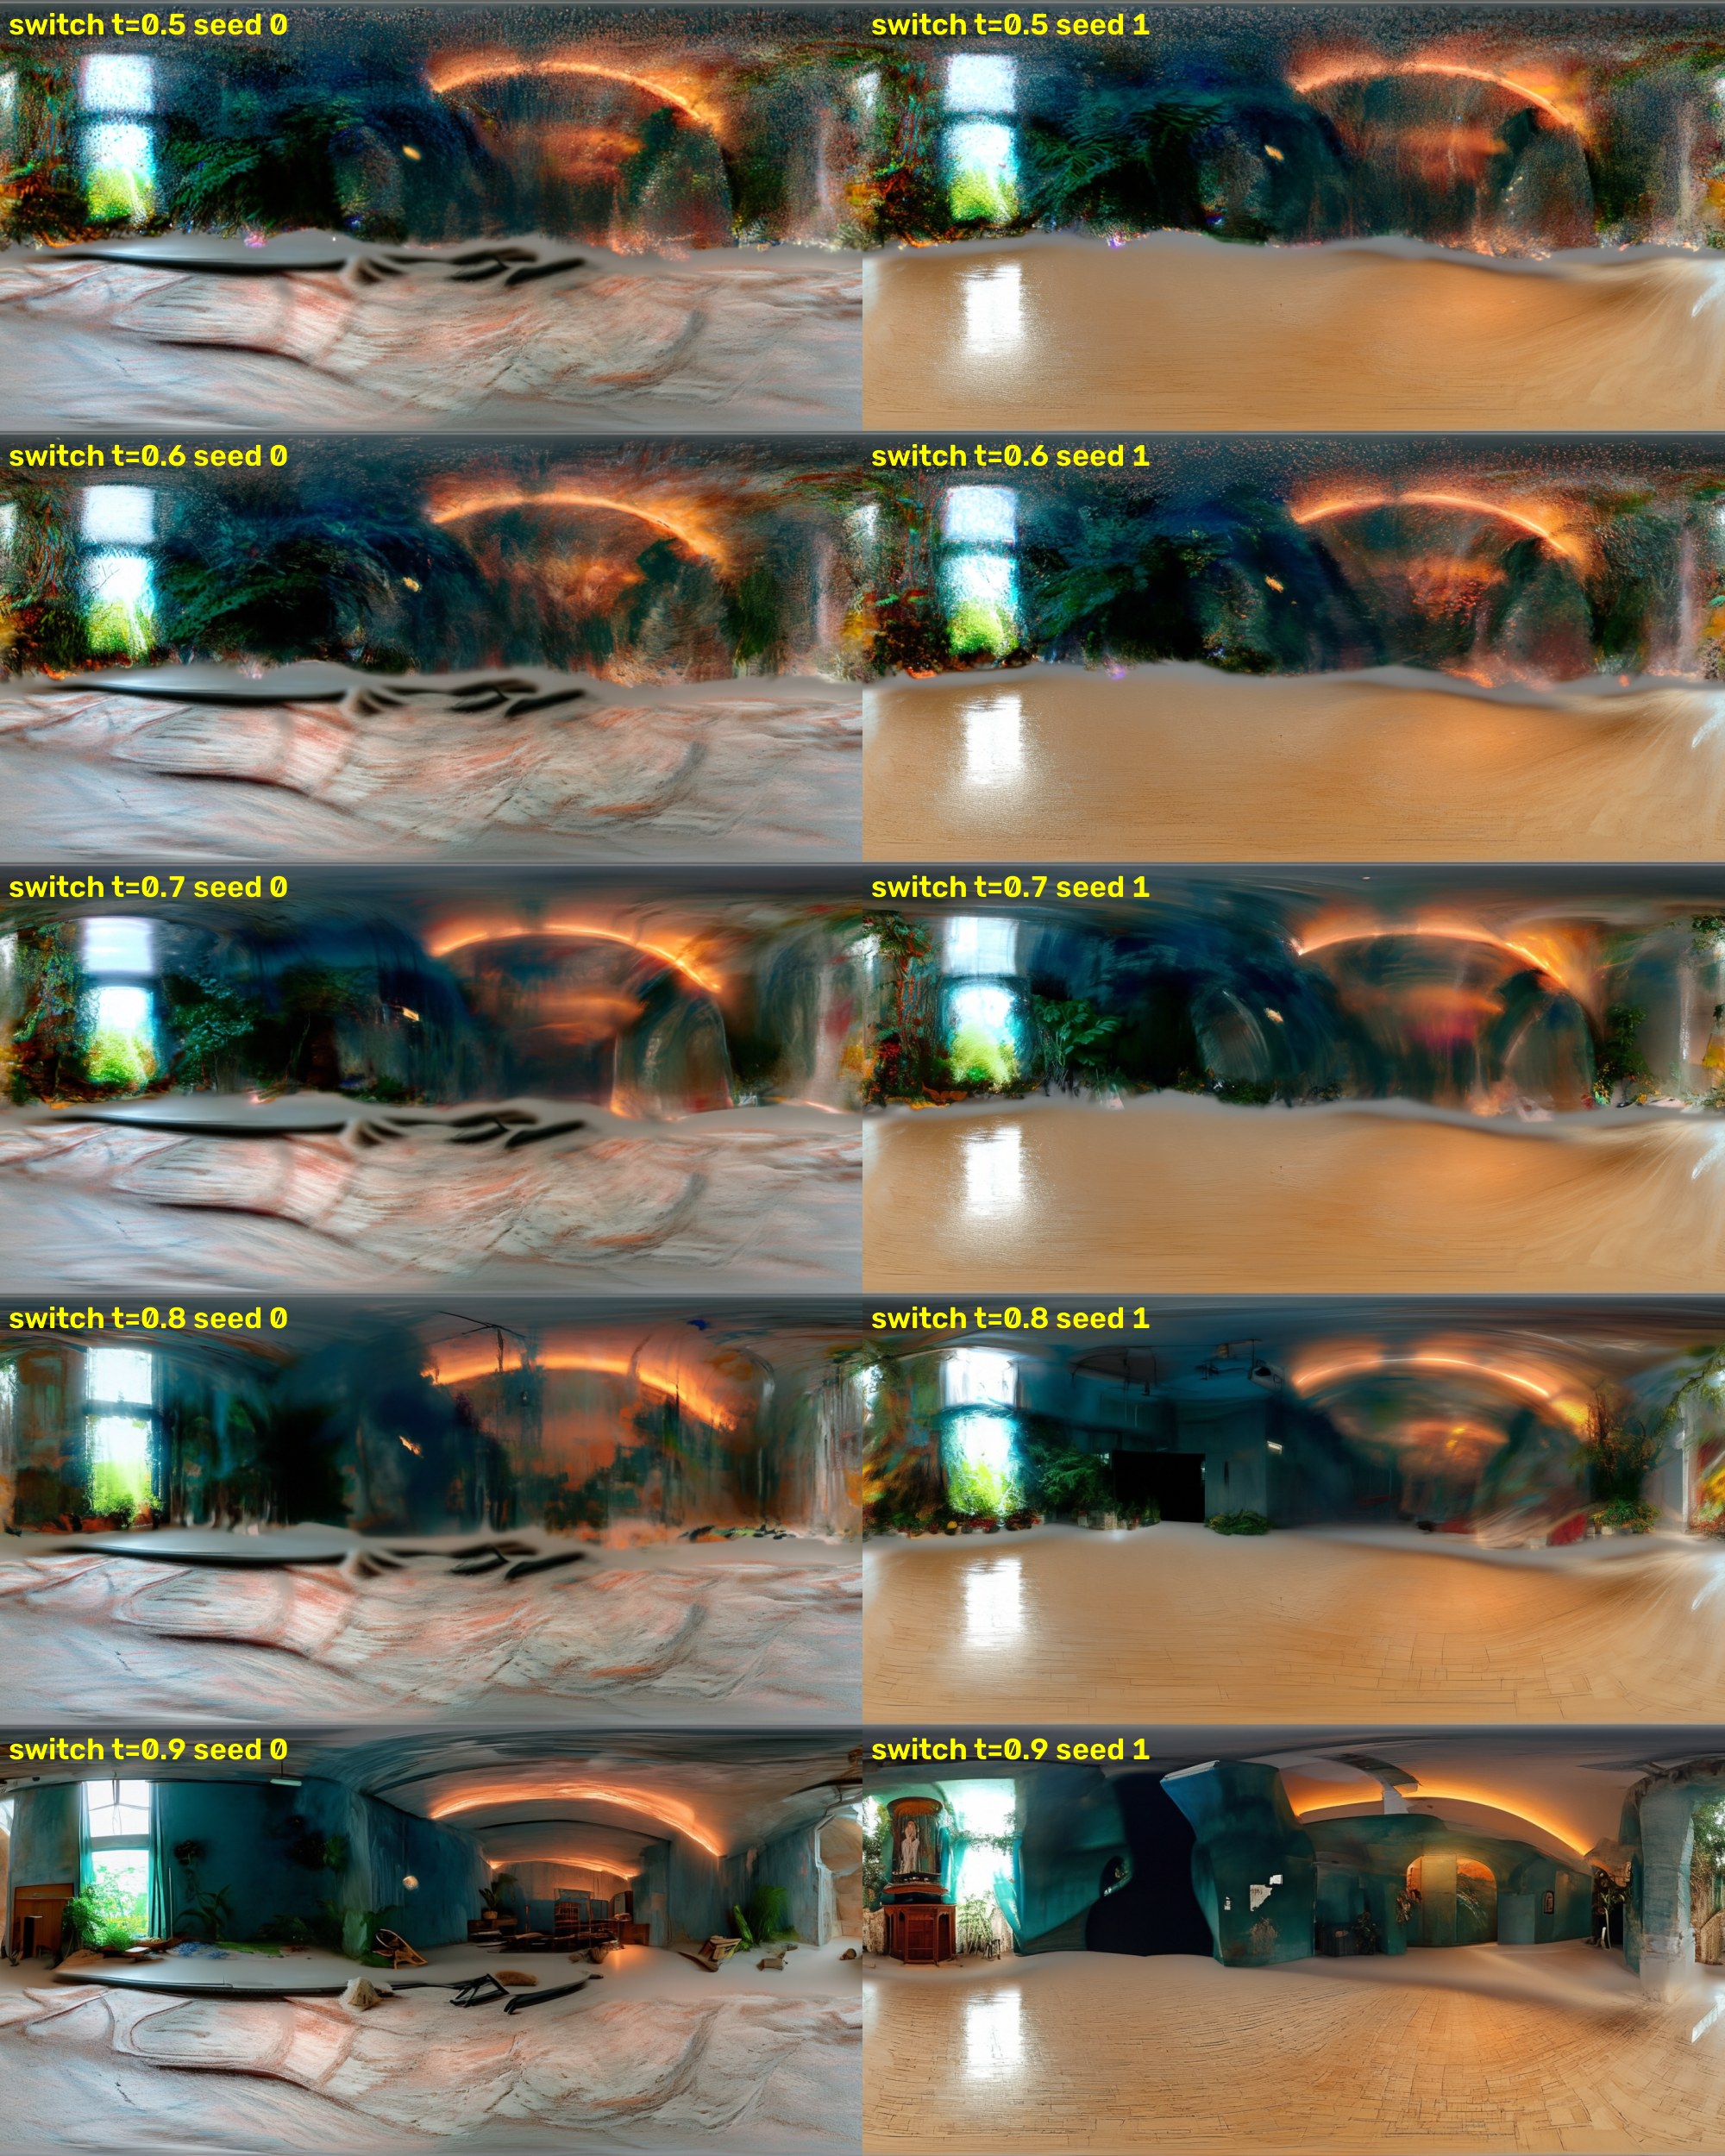 switch t=0.5 seed 0
switch t=0.5 seed 1
switch t=0.6 seed 0
switch t=0.6 seed 1
switch t=0.7 seed 0
switch t=0.7 seed 1
switch t=0.8 seed 0
switch t=0.8 seed 1
switch t=0.9 seed 0
switch t=0.9 seed 1